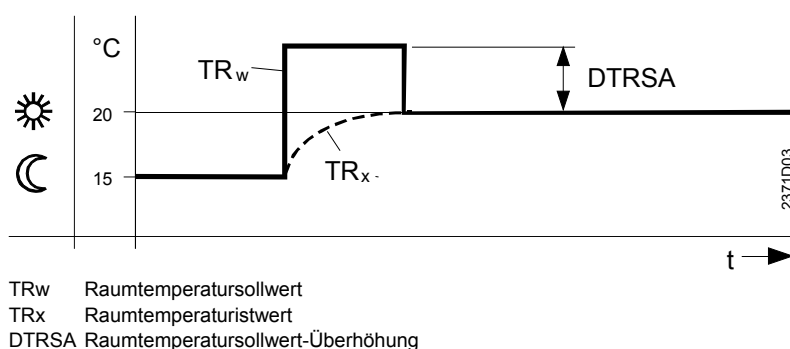 °C
TRw
DTRSA
20
TRx
15
2371D03
t
TRw Raumtemperatursollwert
TRx Raumtemperaturistwert
DTRSA Raumtemperatursollwert-Überhöhung